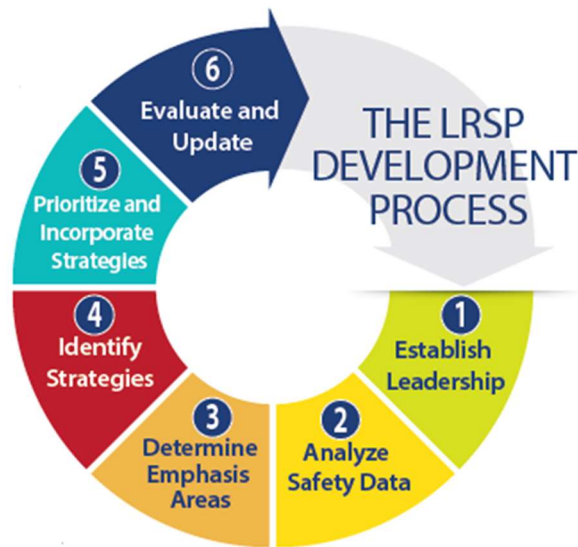 THE LRSP
DEVELOPMENT
PROCESS
1
Establish
Leadership
2
Analyze
Safety Data
3
Determine
Emphasis
Areas
4
Identify
Strategies
5
Prioritize and
Incorporate
Strategies
6
Evaluate and
Update